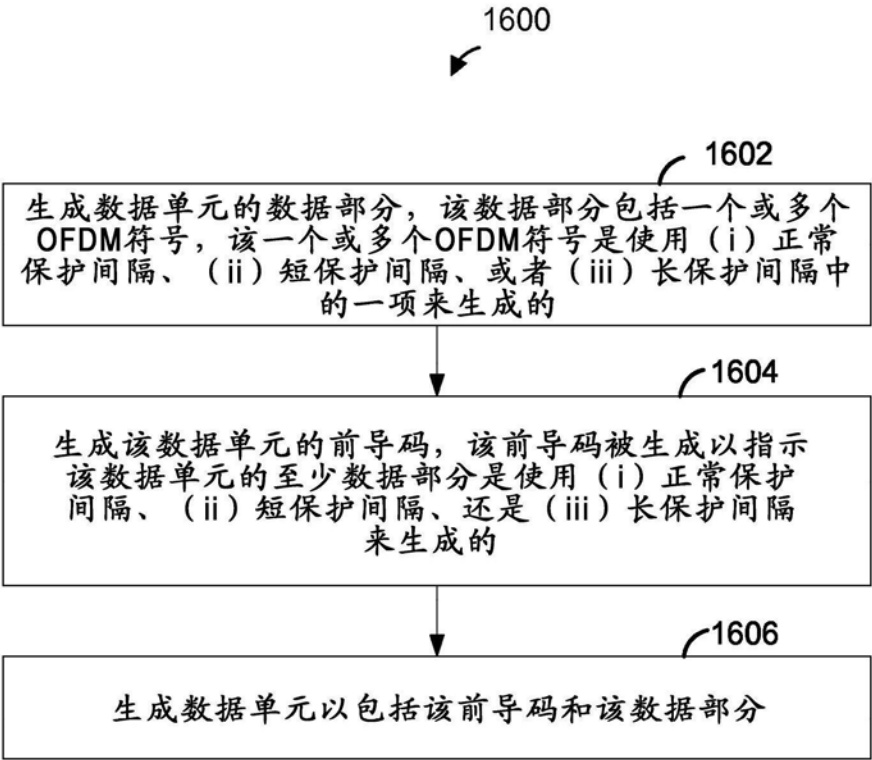 1600
1602
生成数据单元的数据部分，该数据部分包括一个或多个
OFDM符号，该一个或多个OFDM符号是使用（i）正常
保护间隔、（ii）短保护间隔、或者（iii）长保护间隔中
的一项来生成的
1604
生成该数据单元的前导码，该前导码被生成以指示
该数据单元的至少数据部分是使用（i）正常保护
间隔、（ii）短保护间隔、还是（iii）长保护间隔
来生成的
1606
生成数据单元以包括该前导码和该数据部分